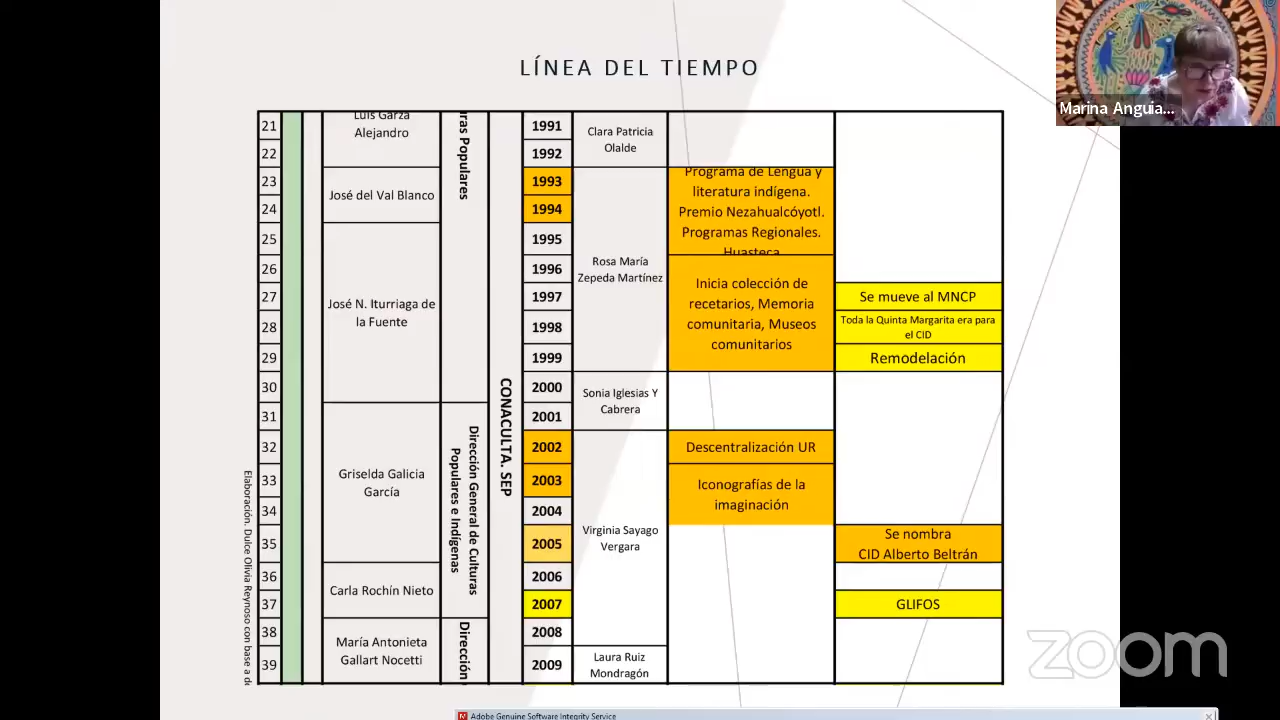 LÍNEA DEL TIEMPO
Marina Anguia...
21
22
23
24
25
26
27
28
29
30
31
32
33
34
35
36
37
38
39
Luis Garza
Alejandro
José del Val Blanco
José N. Iturriaga de
la Fuente
Griselda Galicia
García
Carla Rochín Nieto
María Antonieta
Gallart Nocetti
ras Populares
Dirección General de Culturas
Populares e Indígenas
Dirección
CONACULTA. SEP
1991
1992
1993
1994
1995
1996
1997
1998
1999
2000
2001
2002
2003
2004
2005
2006
2007
2008
2009
Clara Patricia
Olalde
Rosa María
Zepeda Martínez
Sonia Iglesias Y
Cabrera
Virginia Sayago
Vergara
Laura Ruiz
Mondragón
Programa de Lengua y
literatura indígena.
Premio Nezahualcóyotl.
Programas Regionales.
Huasteca
Inicia colección de
recetarios, Memoria
comunitaria, Museos
comunitarios
Descentralización UR
Iconografías de la
imaginación
Se mueve al MNCP
Toda la Quinta Margarita era para
el CID
Remodelación
Se nombra
CID Alberto Beltrán
GLIFOS
Elaboración. Dulce Olivia Reynoso con base a
zoom
Adobe Genuine Software Integrity Service